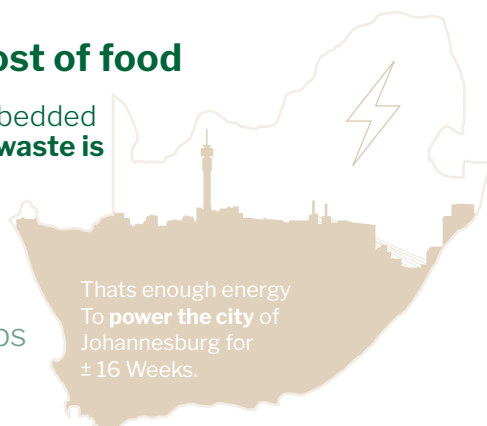 ost of food
bedded
waste is
os
Thats enough energy
To power the city of
Johannesburg for
± 16 Weeks.